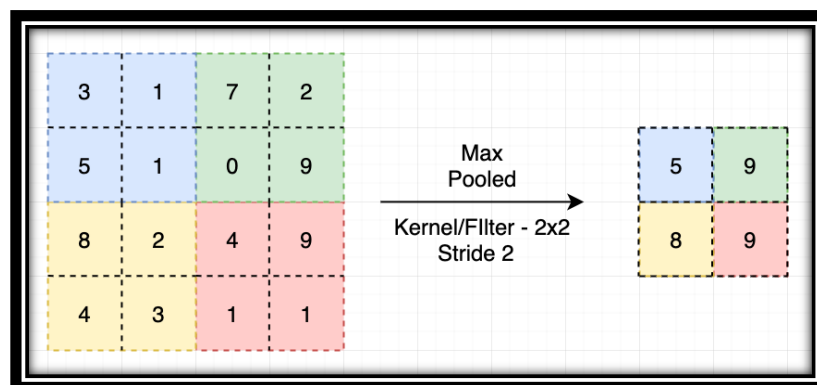 3 1 7 2
5 1 0 9
8 2 4 9
4 3 1 1
Max
Pooled
Kernel/FIlter - 2x2
Stride 2
5 9
8 9